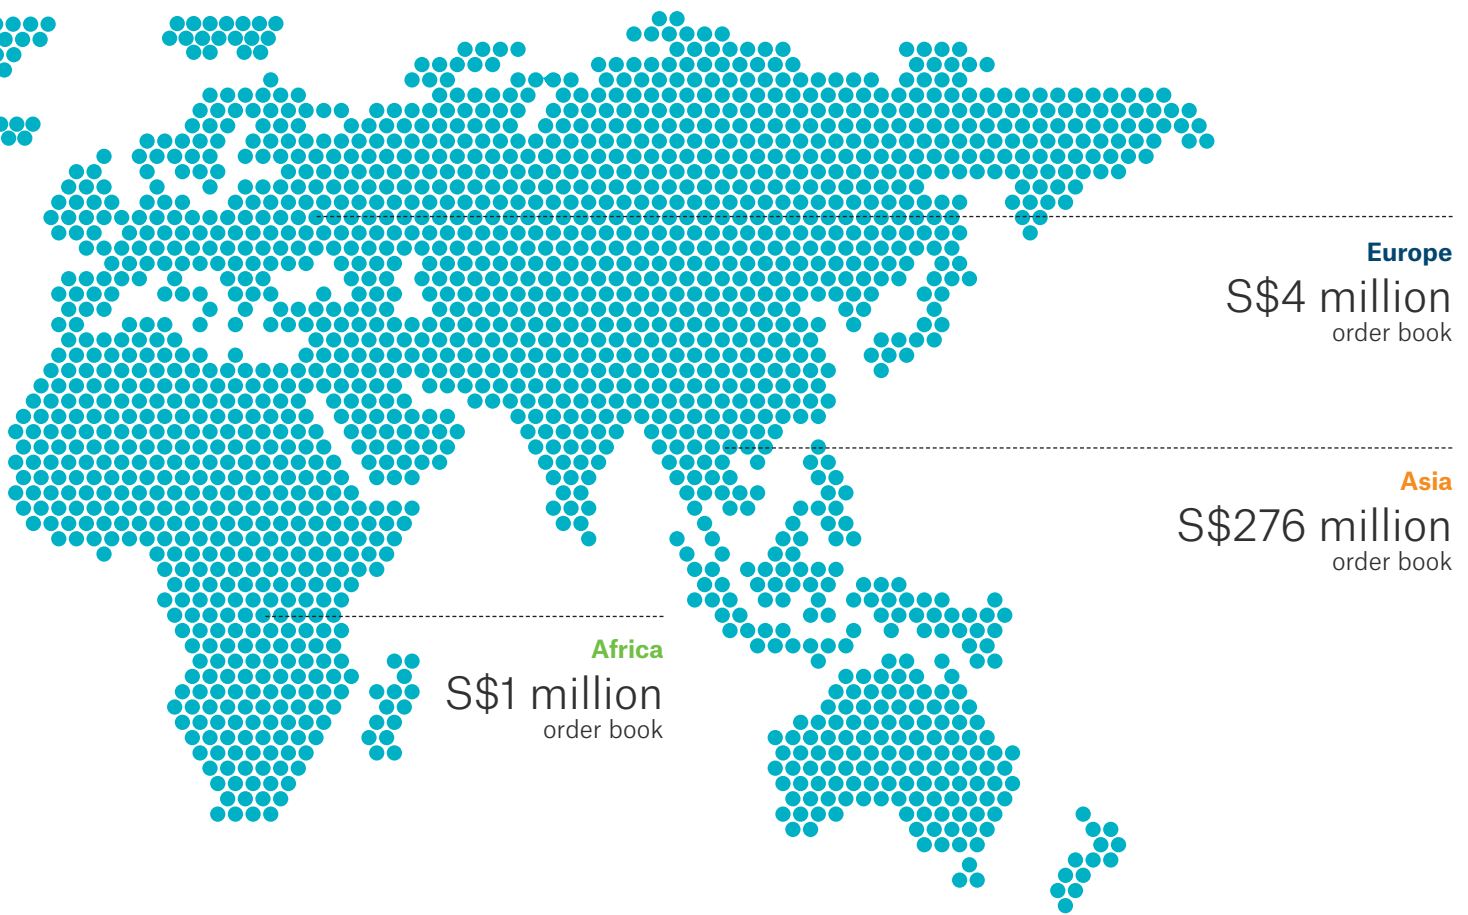 Europe
S$4 million
order book
Asia
S$276 million
order book
Africa
S$1 million
order book